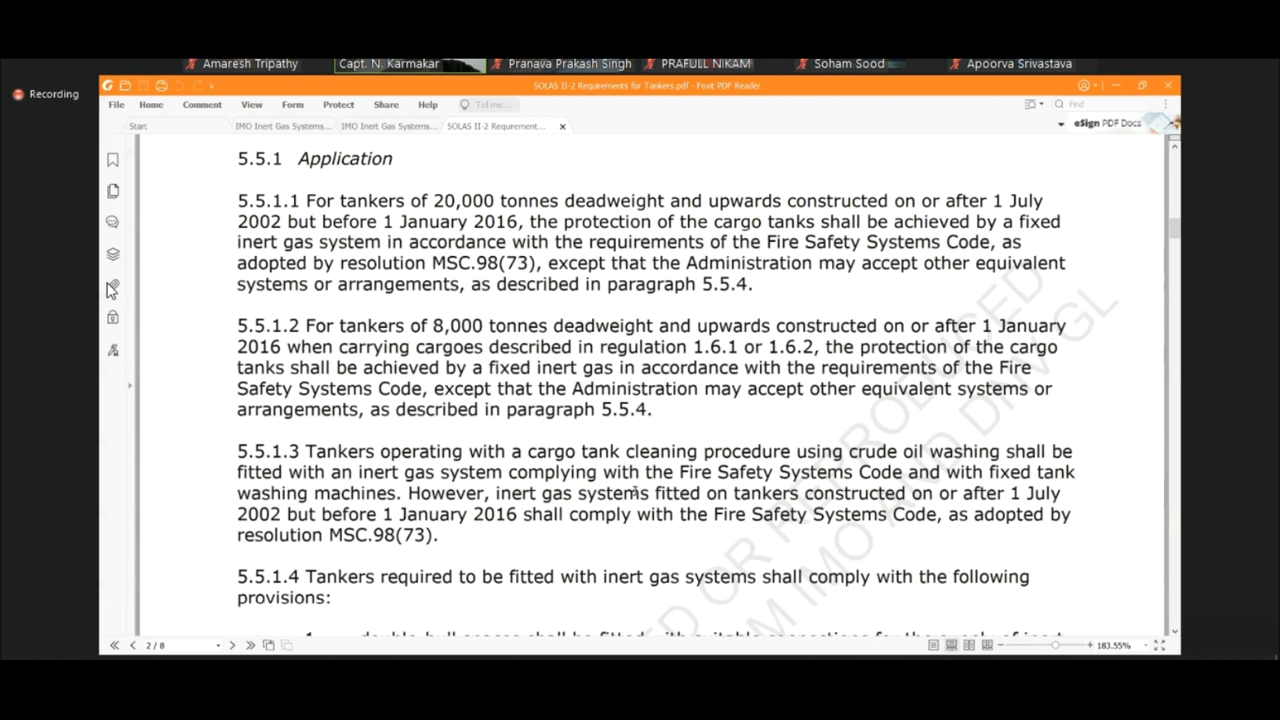 Amaresh Tripathy Capt. N. Karmakar Pranava Prakash Singh PRAFULL NIKAM Soham Sood Apoorva Srivastava
Recording
SOLAS II-2 Requirements for Tankers.pdf - Foxit PDF Reader
File Home Comment View Form Protect Share Help Tell me... Find
Start IMO Inert Gas Systems... IMO Inert Gas Systems... SOLAS II-2 Requirement... eSign PDF Docs
5.5.1 Application
5.5.1.1 For tankers of 20,000 tonnes deadweight and upwards constructed on or after 1 July
2002 but before 1 January 2016, the protection of the cargo tanks shall be achieved by a fixed
inert gas system in accordance with the requirements of the Fire Safety Systems Code, as
adopted by resolution MSC.98(73), except that the Administration may accept other equivalent
systems or arrangements, as described in paragraph 5.5.4.
5.5.1.2 For tankers of 8,000 tonnes deadweight and upwards constructed on or after 1 January
2016 when carrying cargoes described in regulation 1.6.1 or 1.6.2, the protection of the cargo
tanks shall be achieved by a fixed inert gas in accordance with the requirements of the Fire
Safety Systems Code, except that the Administration may accept other equivalent systems or
arrangements, as described in paragraph 5.5.4.
5.5.1.3 Tankers operating with a cargo tank cleaning procedure using crude oil washing shall be
fitted with an inert gas system complying with the Fire Safety Systems Code and with fixed tank
washing machines. However, inert gas systems fitted on tankers constructed on or after 1 July
2002 but before 1 January 2016 shall comply with the Fire Safety Systems Code, as adopted by
resolution MSC.98(73).
5.5.1.4 Tankers required to be fitted with inert gas systems shall comply with the following
provisions:
ED OR REPRODUCED
M IMO AND DNV GL
2 / 8 183.55%